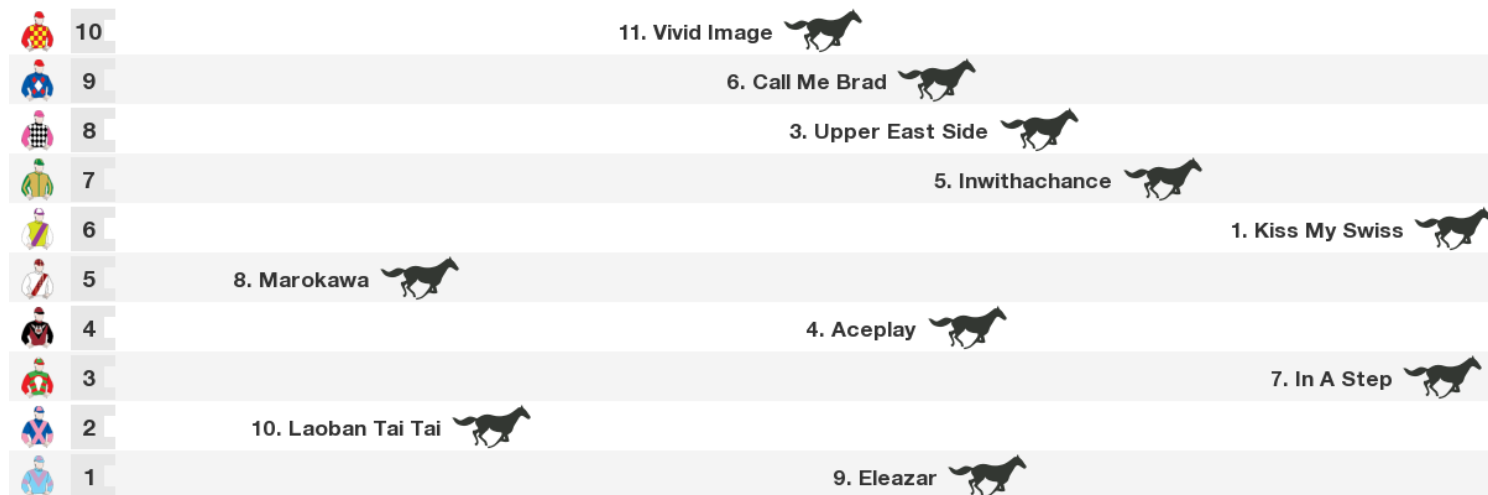 10 11. Vivid Image
9 6. Call Me Brad
8 3. Upper East Side
7 5. Inwithachance
6 1. Kiss My Swiss
5 8. Marokawa
4 4. Aceplay
3 7. In A Step
2 10. Laoban Tai Tai
1 9. Eleazar